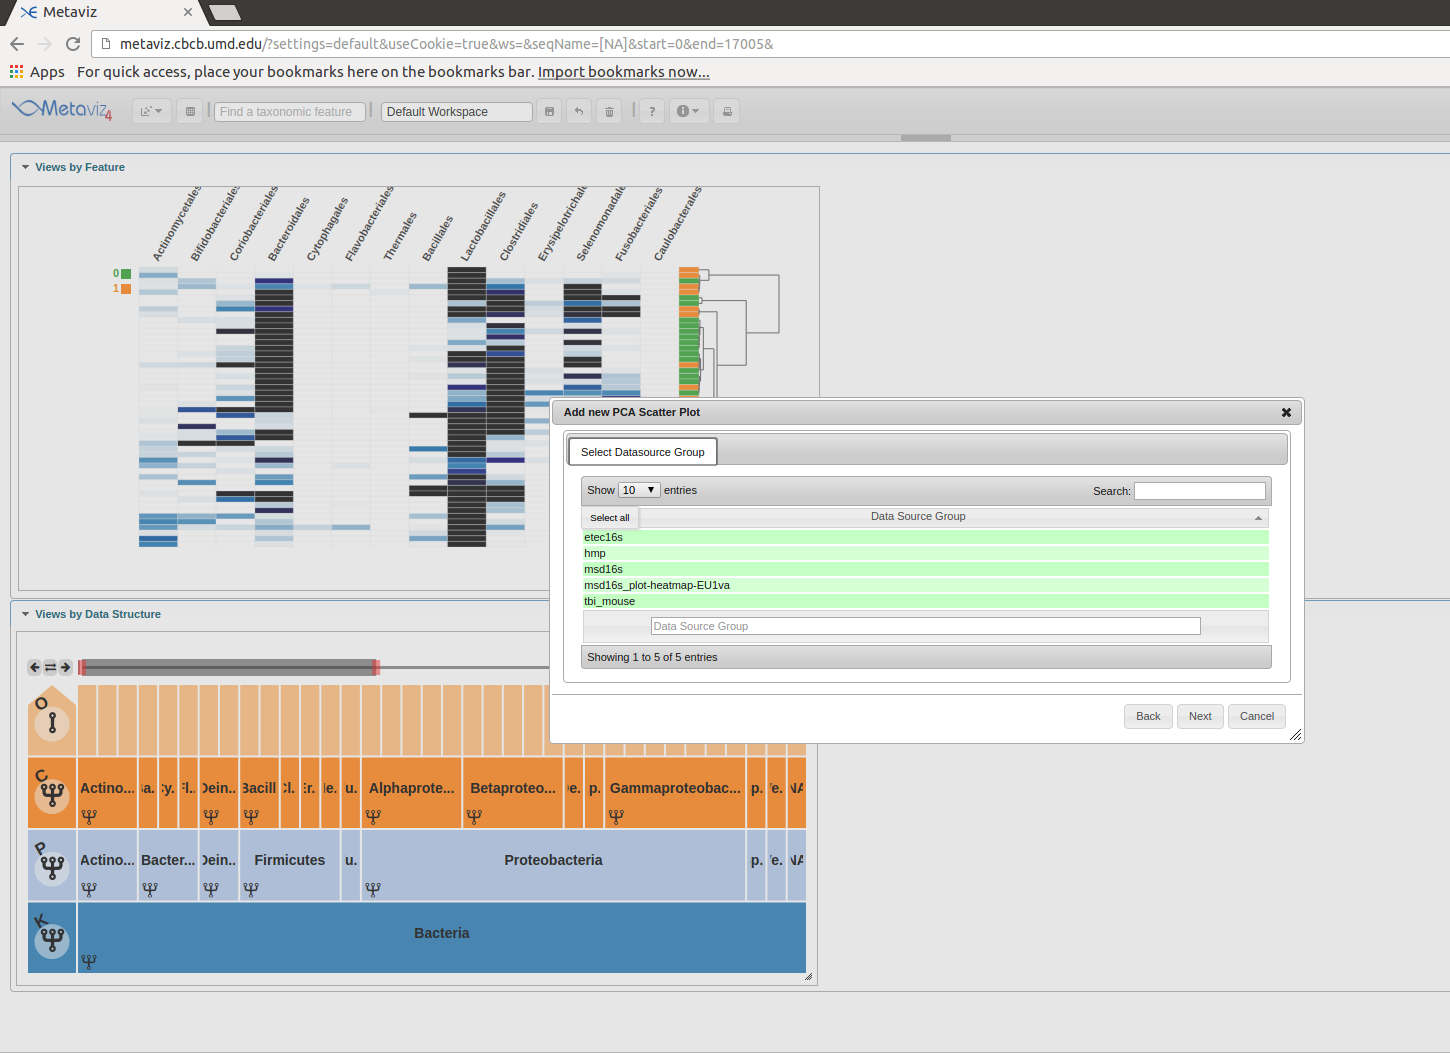 Metaviz
metaviz.cbcb.umd.edu/?settings=default&useCookie=true&ws=&seqName=[NA]&start=0&end=17005&
Apps For quick access, place your bookmarks here on the bookmarks bar. Import bookmarks now...
Metaviz 4 Find a taxonomic feature Default Workspace ?
Views by Feature
Actinomycetales
Bifidobacteriales
Coriobacteriales
Bacteroidales
Cytophagales
Flavobacteriales
Thermales
Bacillales
Lactobacillales
Clostridiales
Erysipelotrichale
Selenomonadale
Fusobacteriales
Caulobacterales
0
1
Add new PCA Scatter Plot
Select Datasource Group
Show 10 entries Search:
Select all Data Source Group
etec16s
hmp
msd16s
msd16s_plot-heatmap-EU1va
tbi_mouse
Data Source Group
Showing 1 to 5 of 5 entries
Back Next Cancel
Views by Data Structure
O
C Actino... Dein... Bacill Alphaprote... Betaproteo... Gammaproteobac... p. NA
P Actino... Bacter... Dein... Firmicutes u. Proteobacteria p. NA
K Bacteria